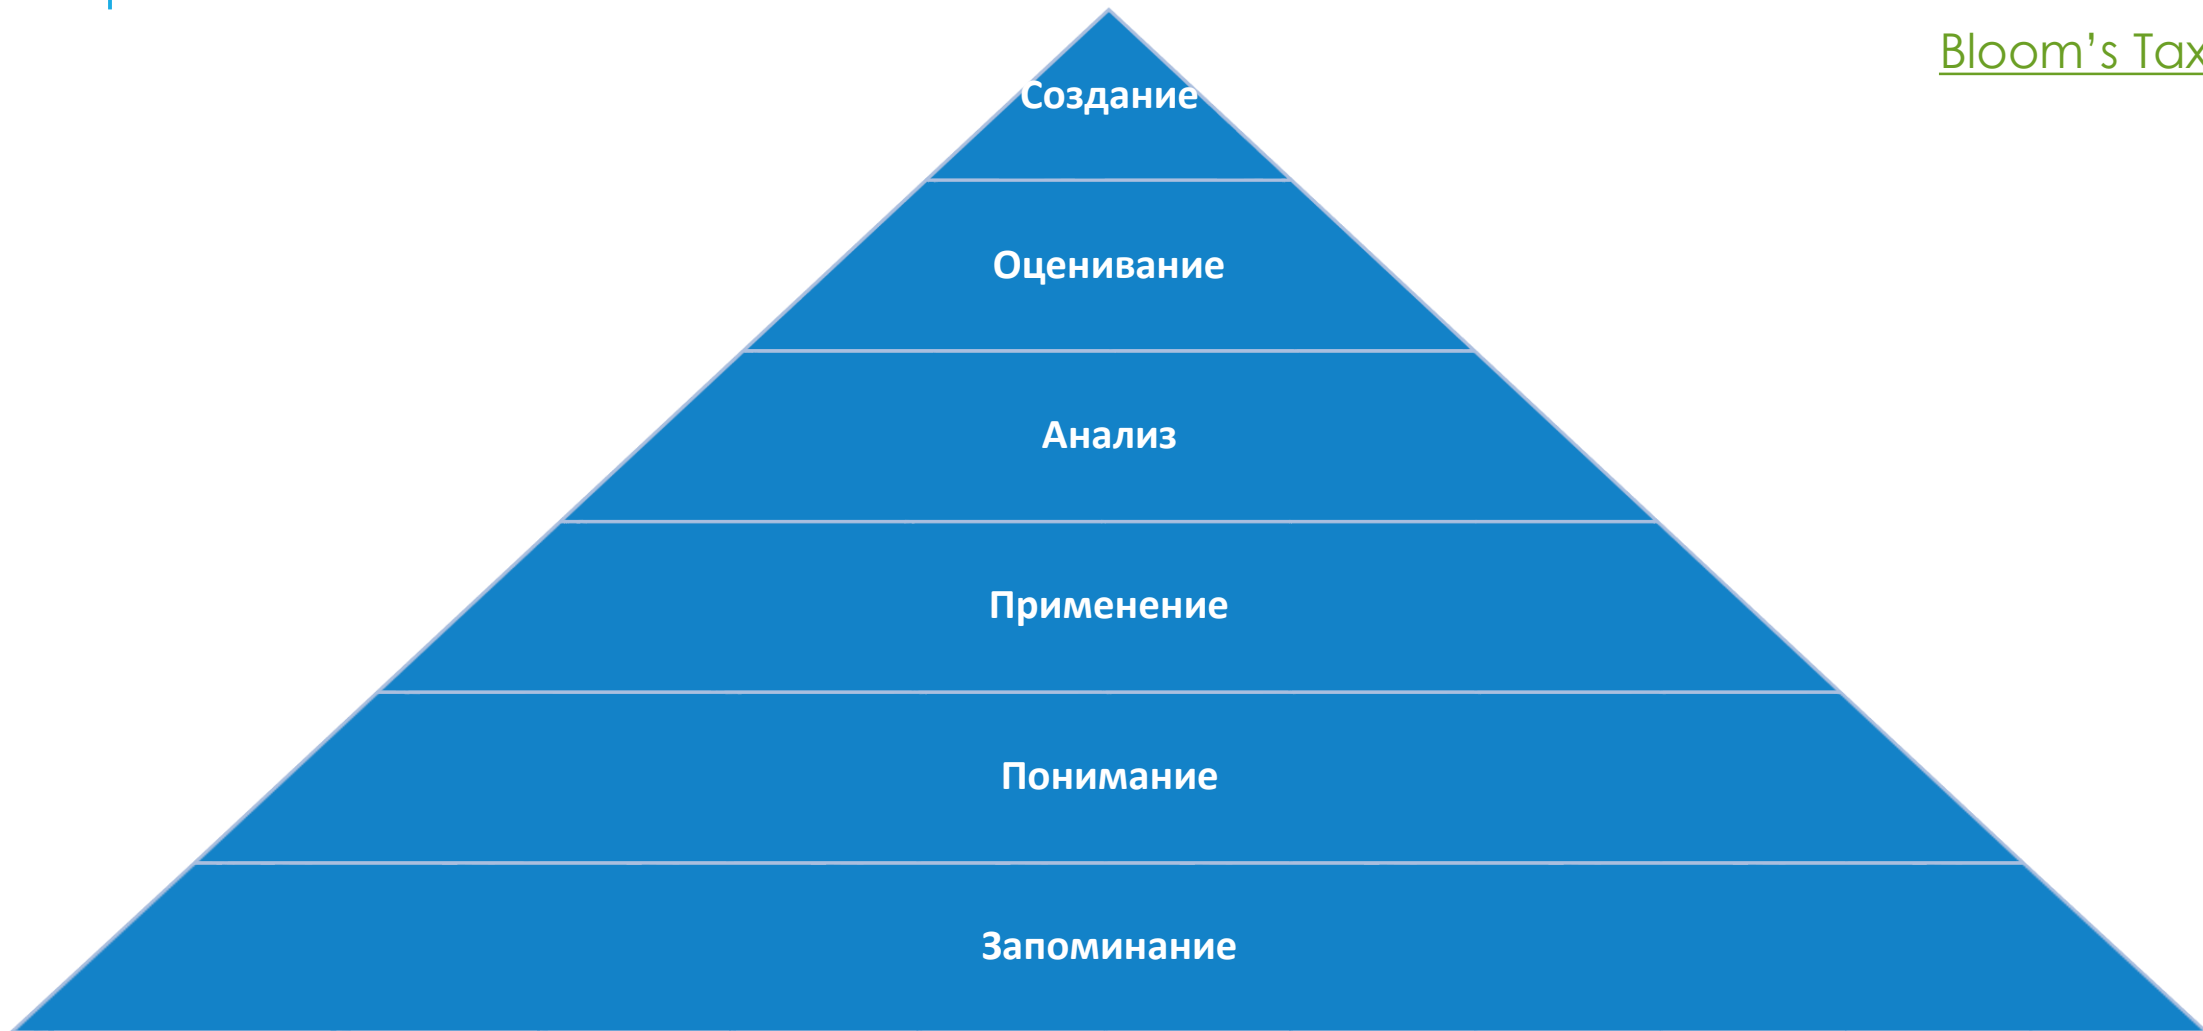 Bloom's Tax
Создание
Оценивание
Анализ
Применение
Понимание
Запоминание